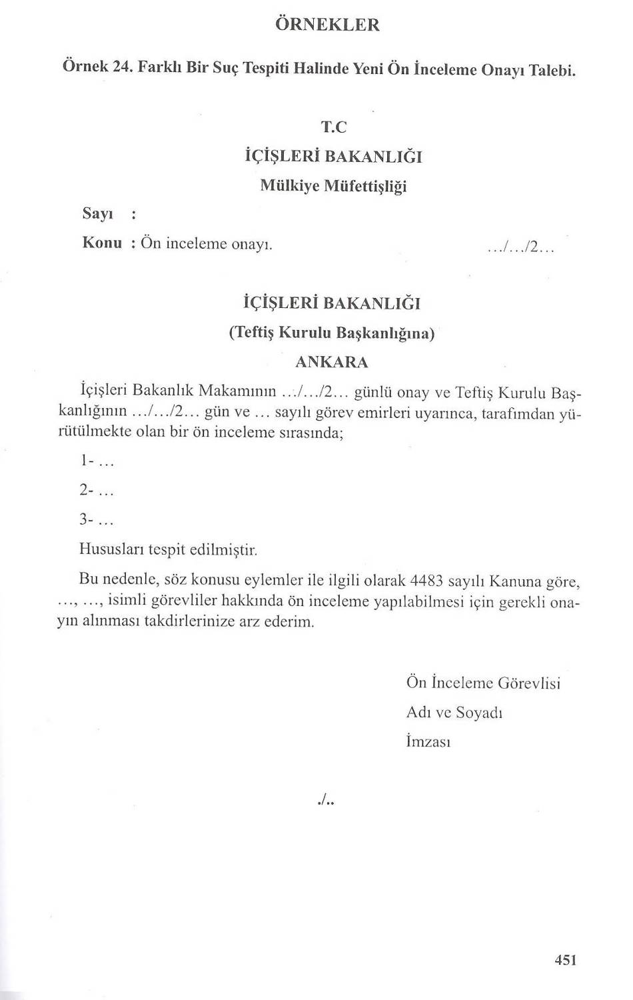 ÖRNEKLER
Örnek 24. Farklı Bir Suç Tespiti Halinde Yeni Ön İnceleme Onayı Talebi.
T.C
İÇİŞLERİ BAKANLIĞI
Mülkiye Müfettişliği
Sayı :
Konu : Ön inceleme onayı.
.../.../2...
İÇİŞLERİ BAKANLIĞI
(Teftiş Kurulu Başkanlığına)
ANKARA
İçişleri Bakanlık Makamının .../.../2... günlü onay ve Teftiş Kurulu Baş-
kanlığının .../.../2... gün ve ... sayılı görev emirleri uyarınca, tarafımdan yü-
rütülmekte olan bir ön inceleme sırasında;
1- ...
2- ...
3- ...
Hususları tespit edilmiştir.
Bu nedenle, söz konusu eylemler ile ilgili olarak 4483 sayılı Kanuna göre,
..., ..., isimli görevliler hakkında ön inceleme yapılabilmesi için gerekli ona-
yın alınması takdirlerinize arz ederim.
Ön İnceleme Görevlisi
Adı ve Soyadı
İmzası
./..
451